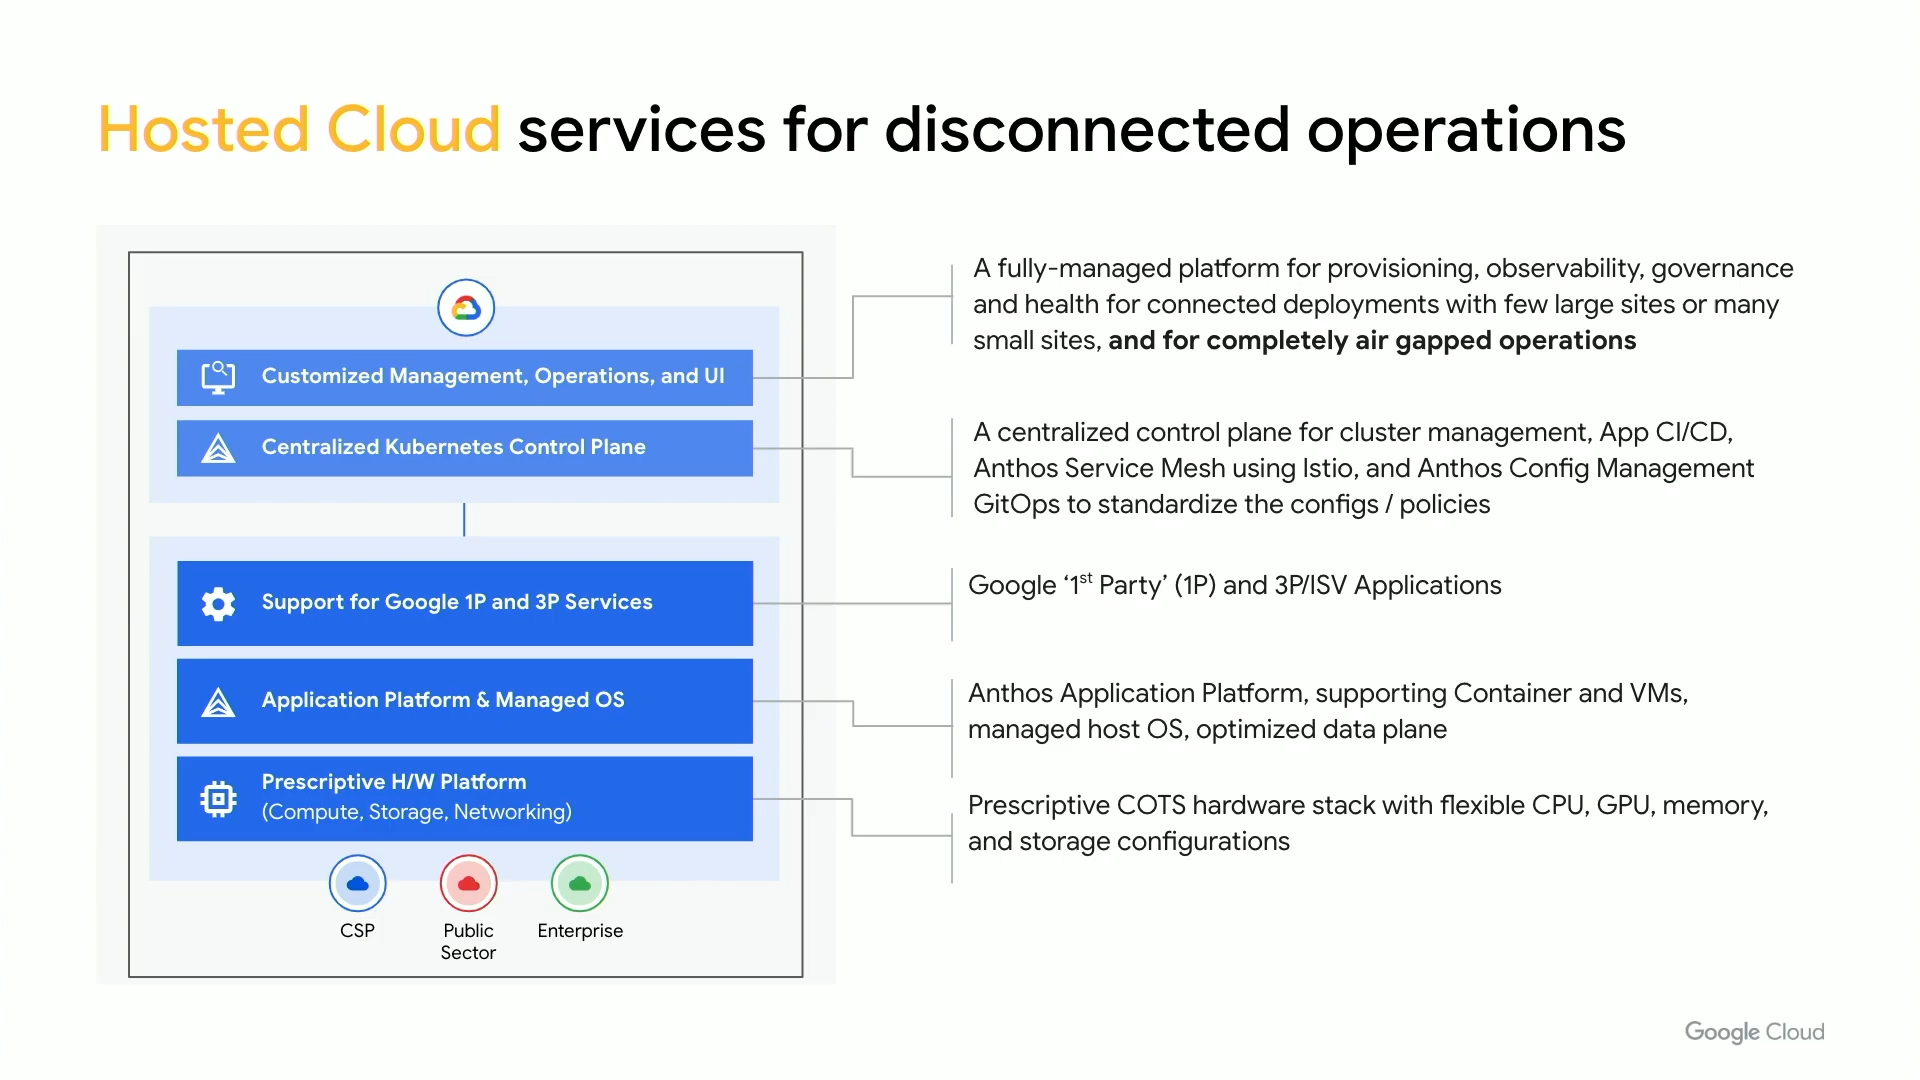 Hosted Cloud services for disconnected operations
Customized Management, Operations, and UI
Centralized Kubernetes Control Plane
Support for Google 1P and 3P Services
Application Platform & Managed OS
Prescriptive H/W Platform
(Compute, Storage, Networking)
CSP
Public
Sector
Enterprise
A fully-managed platform for provisioning, observability, governance
and health for connected deployments with few large sites or many
small sites, and for completely air gapped operations
A centralized control plane for cluster management, App CI/CD,
Anthos Service Mesh using Istio, and Anthos Config Management
GitOps to standardize the configs / policies
Google ‘1st Party’ (1P) and 3P/ISV Applications
Anthos Application Platform, supporting Container and VMs,
managed host OS, optimized data plane
Prescriptive COTS hardware stack with flexible CPU, GPU, memory,
and storage configurations
Google Cloud